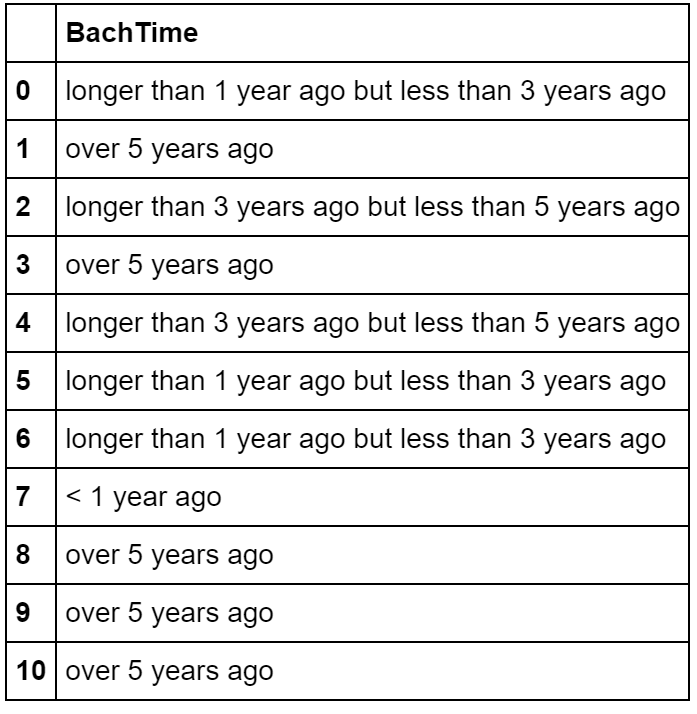 BachTime
0 longer than 1 year ago but less than 3 years ago
1 over 5 years ago
2 longer than 3 years ago but less than 5 years ago
3 over 5 years ago
4 longer than 3 years ago but less than 5 years ago
5 longer than 1 year ago but less than 3 years ago
6 longer than 1 year ago but less than 3 years ago
7 < 1 year ago
8 over 5 years ago
9 over 5 years ago
10 over 5 years ago